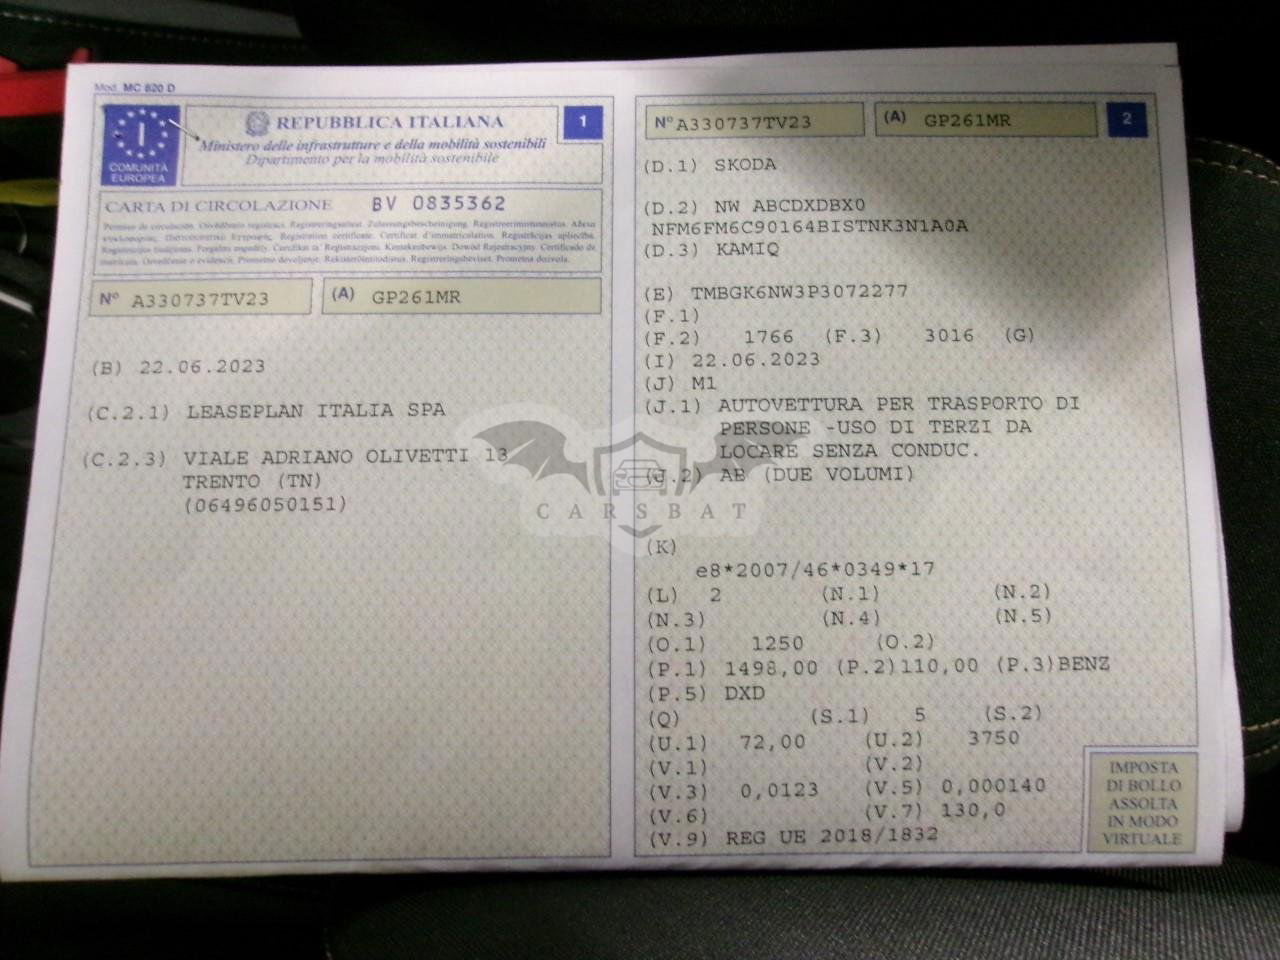 Mod. MC 820 D
I
COMUNITÀ
EUROPEA
REPUBBLICA ITALIANA
Ministero delle infrastrutture e della mobilità sostenibili
Dipartimento per la mobilità sostenibile
1
CARTA DI CIRCOLAZIONE BV 0835362
N° A330737TV23
(A) GP261MR
(B) 22.06.2023
(C.2.1) LEASEPLAN ITALIA SPA
(C.2.3) VIALE ADRIANO OLIVETTI 13
TRENTO (TN)
(06496050151)
N° A330737TV23
(A) GP261MR
2
(D.1) SKODA
(D.2) NW ABCDXDBX0
NFM6FM6C90164BISTNK3N1A0A
(D.3) KAMIQ
(E) TMBGK6NW3P3072277
(F.1)
(F.2) 1766 (F.3) 3016 (G)
(I) 22.06.2023
(J) M1
(J.1) AUTOVETTURA PER TRASPORTO DI
PERSONE -USO DI TERZI DA
LOCARE SENZA CONDUC.
(J.2) AB (DUE VOLUMI)
CARSBAT
(K)
e8*2007/46*0349*17
(L) 2 (N.1) (N.2)
(N.3) (N.4) (N.5)
(O.1) 1250 (O.2)
(P.1) 1498,00 (P.2) 110,00 (P.3) BENZ
(P.5) DXD
(Q) (S.1) 5 (S.2)
(U.1) 72,00 (U.2) 3750
(V.1) (V.2)
(V.3) 0,0123 (V.5) 0,000140
(V.6) (V.7) 130,0
(V.9) REG UE 2018/1832
IMPOSTA
DI BOLLO
ASSOLTA
IN MODO
VIRTUALE